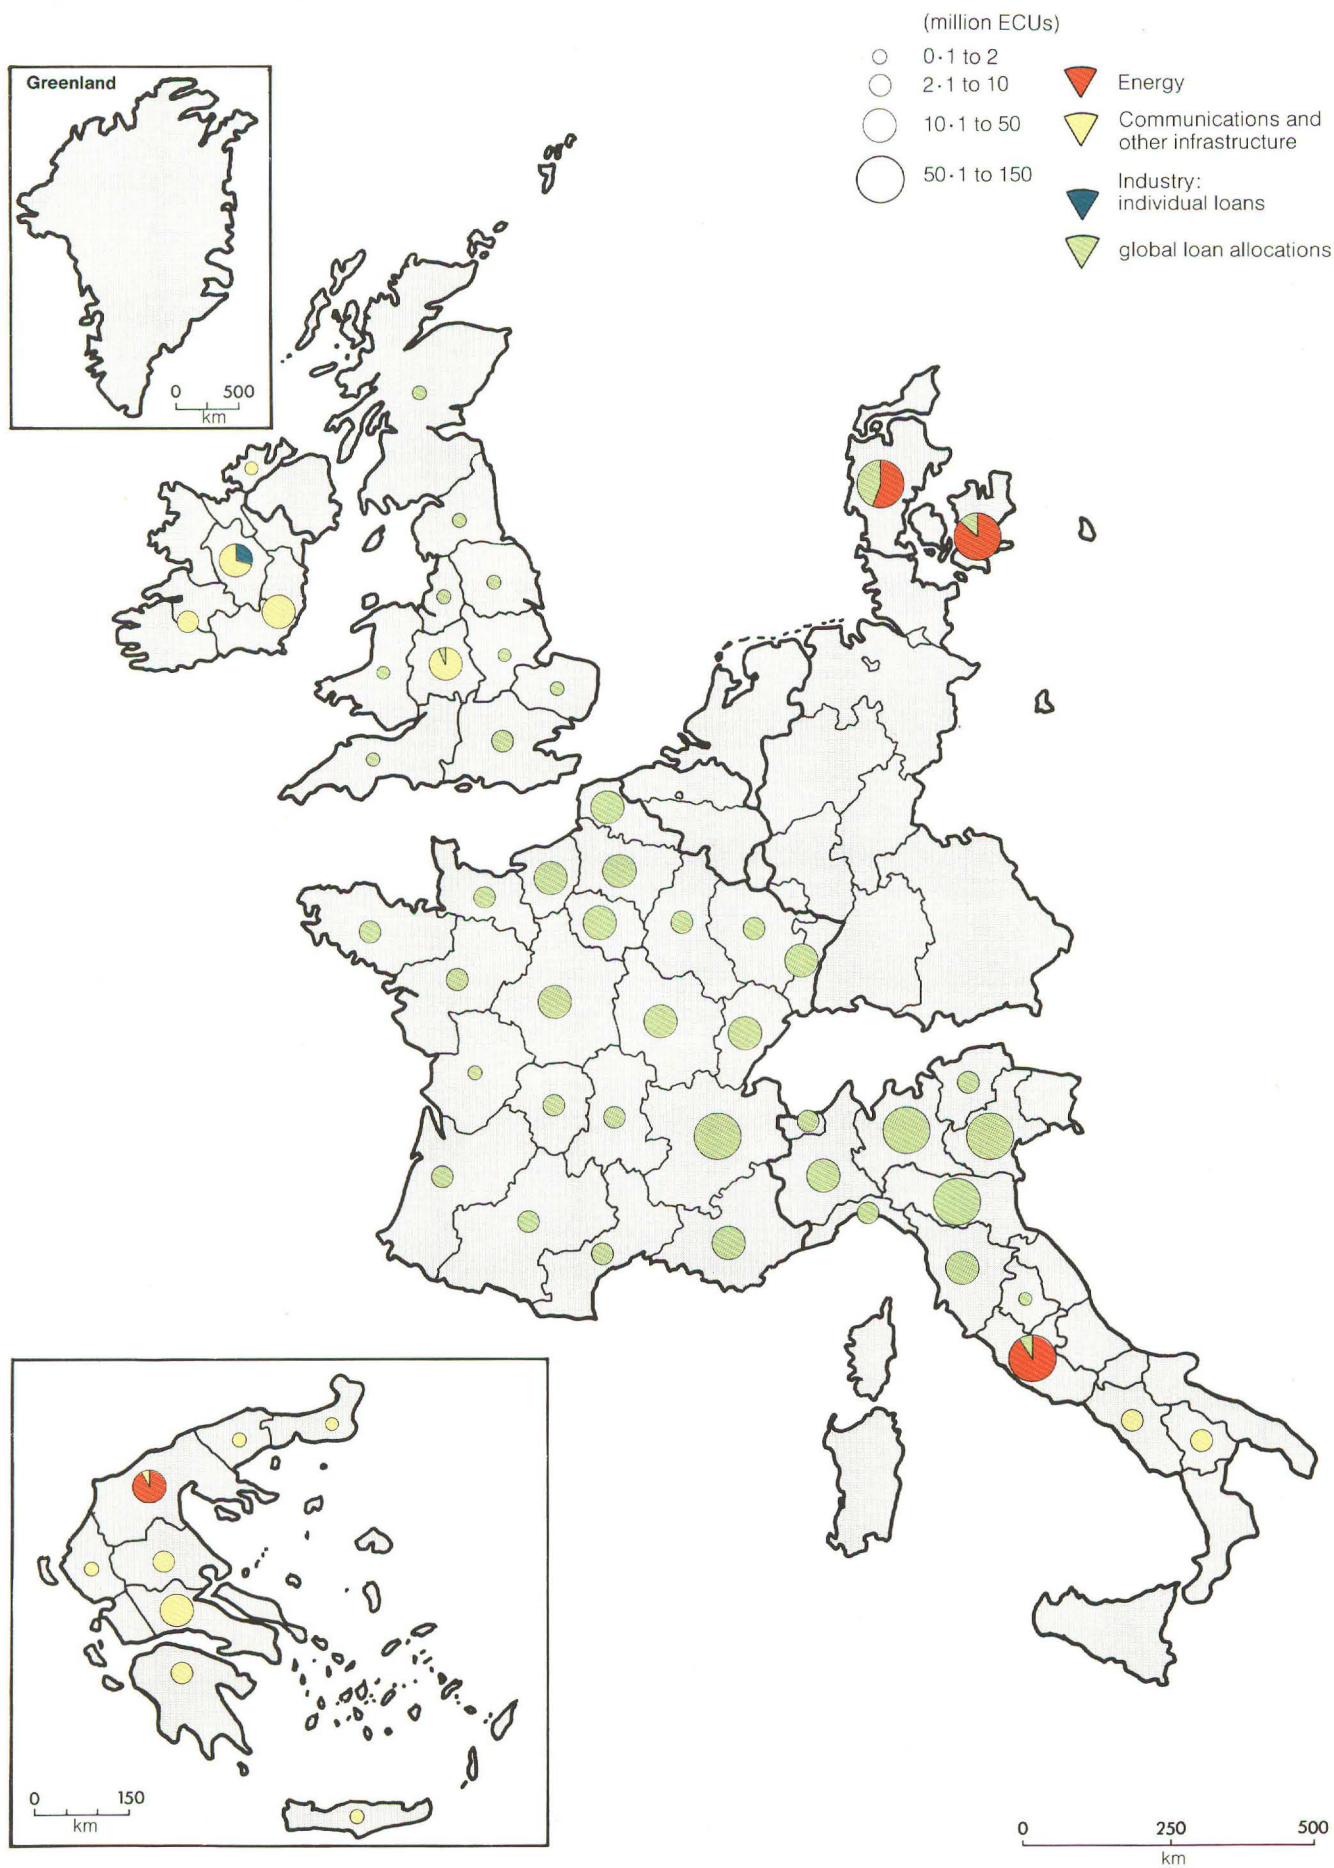 (million ECUs)
0·1 to 2
2·1 to 10
10·1 to 50
50·1 to 150
Energy
Communications and
other infrastructure
Industry:
individual loans
global loan allocations
Greenland
0 500
km
0 150
km
0 250 500
km